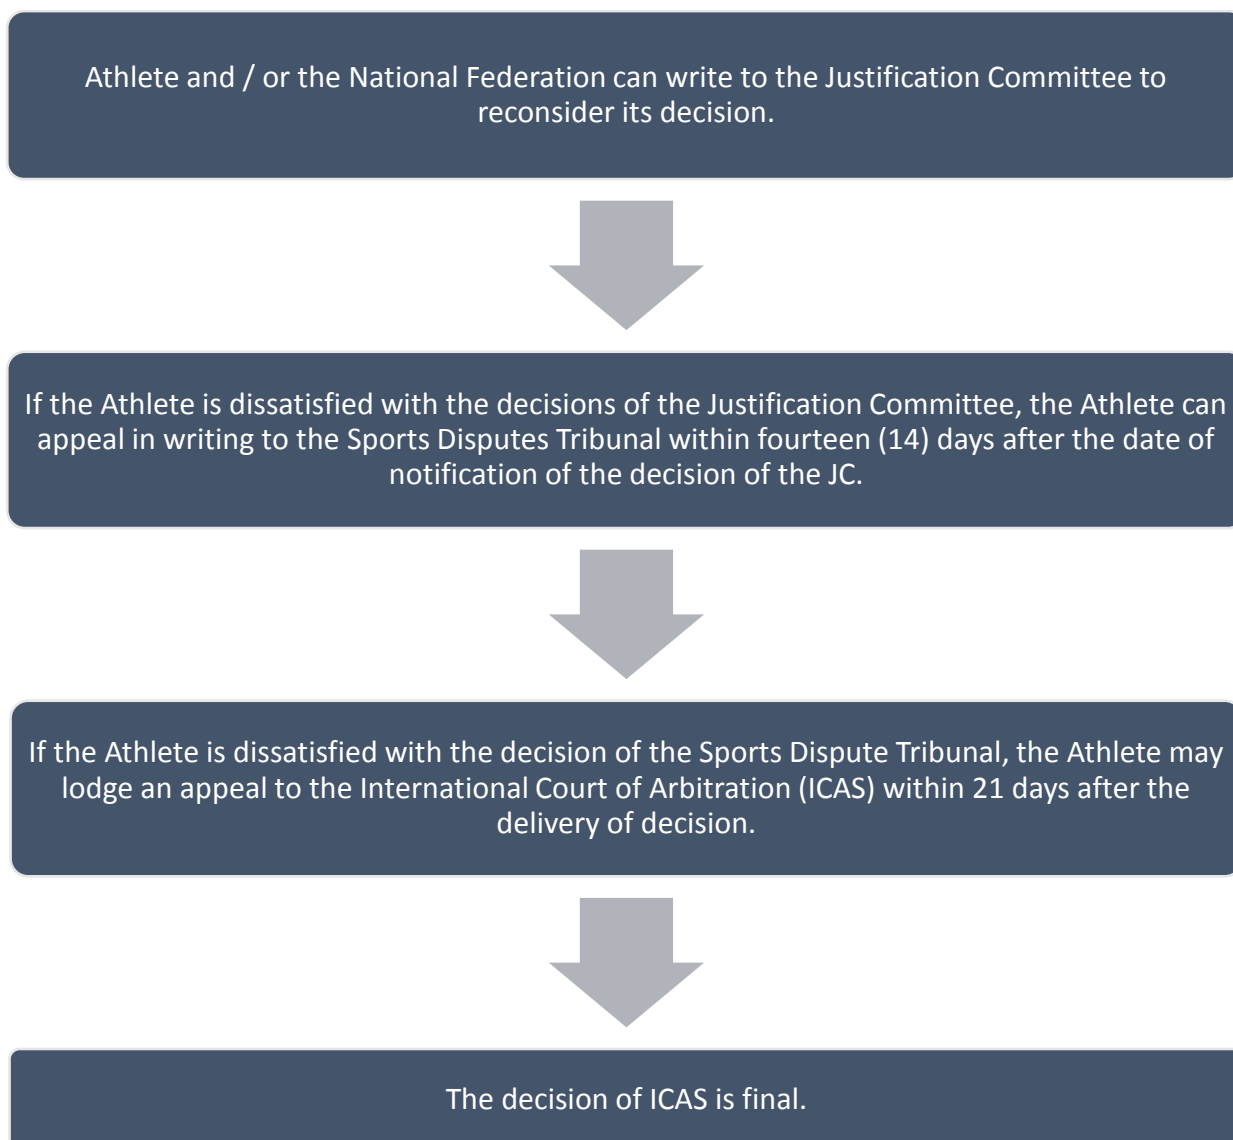 Athlete and / or the National Federation can write to the Justification Committee to
reconsider its decision.
If the Athlete is dissatisfied with the decisions of the Justification Committee, the Athlete can
appeal in writing to the Sports Disputes Tribunal within fourteen (14) days after the date of
notification of the decision of the JC.
If the Athlete is dissatisfied with the decision of the Sports Dispute Tribunal, the Athlete may
lodge an appeal to the International Court of Arbitration (ICAS) within 21 days after the
delivery of decision.
The decision of ICAS is final.